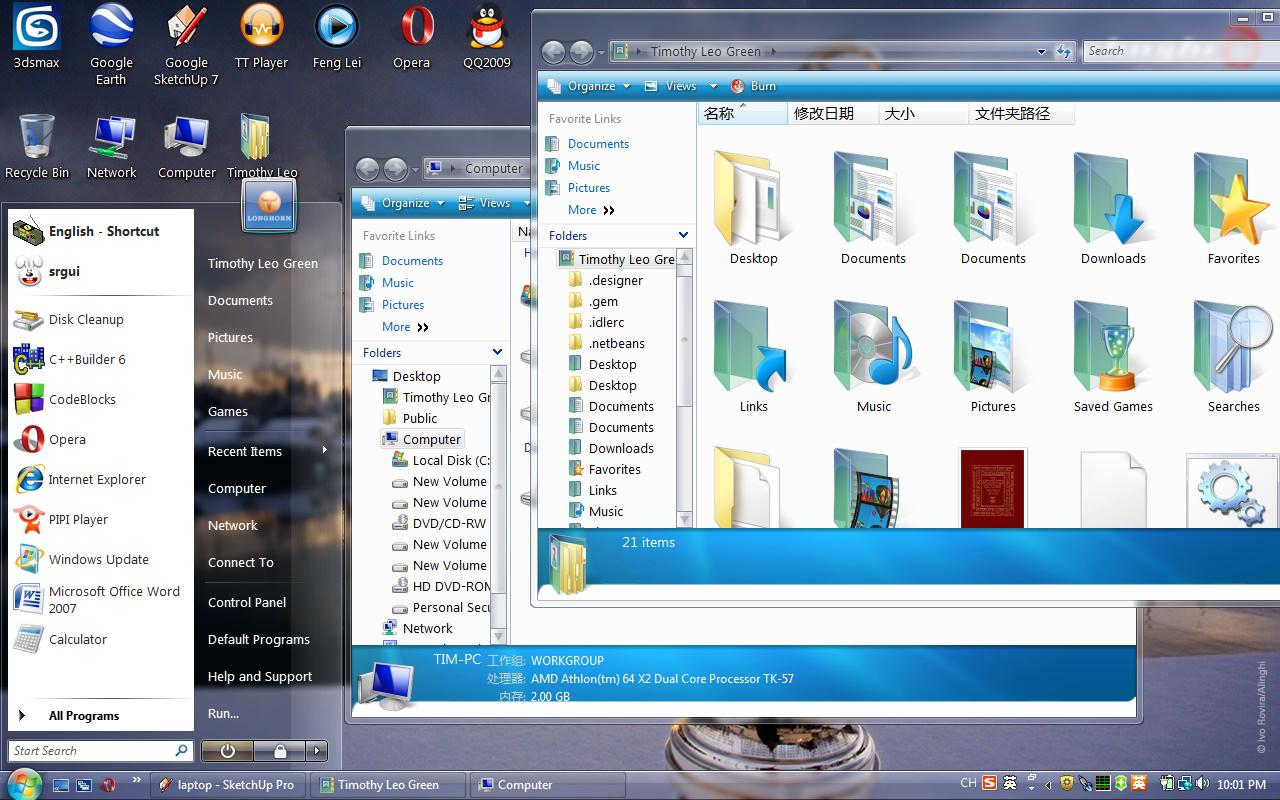 3dsmax
Google Earth
Google SketchUp 7
TT Player
Feng Lei
Opera
QQ2009
Recycle Bin
Network
Computer
Timothy Leo
LONGHORN
English - Shortcut
srgui
Disk Cleanup
C++Builder 6
CodeBlocks
Opera
Internet Explorer
PIPI Player
Windows Update
Microsoft Office Word 2007
Calculator
All Programs
Start Search
Timothy Leo Green
Documents
Pictures
Music
Games
Recent Items
Computer
Network
Connect To
Control Panel
Default Programs
Help and Support
Run...
Computer
Organize
Views
Favorite Links
Documents
Music
Pictures
More
Folders
Desktop
Timothy Leo Gr
Public
Computer
Local Disk (C:
New Volume
New Volume
DVD/CD-RW
New Volume
New Volume
HD DVD-ROM
Personal Secu
Network
TIM-PC
工作组: WORKGROUP
处理器: AMD Athlon(tm) 64 X2 Dual Core Processor TK-57
内存: 2.00 GB
Timothy Leo Green
Search
Organize
Views
Burn
Favorite Links
Documents
Music
Pictures
More
Folders
Timothy Leo Gree
.designer
.gem
.idlerc
.netbeans
Desktop
Desktop
Documents
Documents
Downloads
Favorites
Links
Music
名称
修改日期
大小
文件夹路径
Desktop
Documents
Documents
Downloads
Favorites
Links
Music
Pictures
Saved Games
Searches
21 items
© Ivo Rovira/Alinghi
laptop - SketchUp Pro
Timothy Leo Green
Computer
CH
英
英
10:01 PM